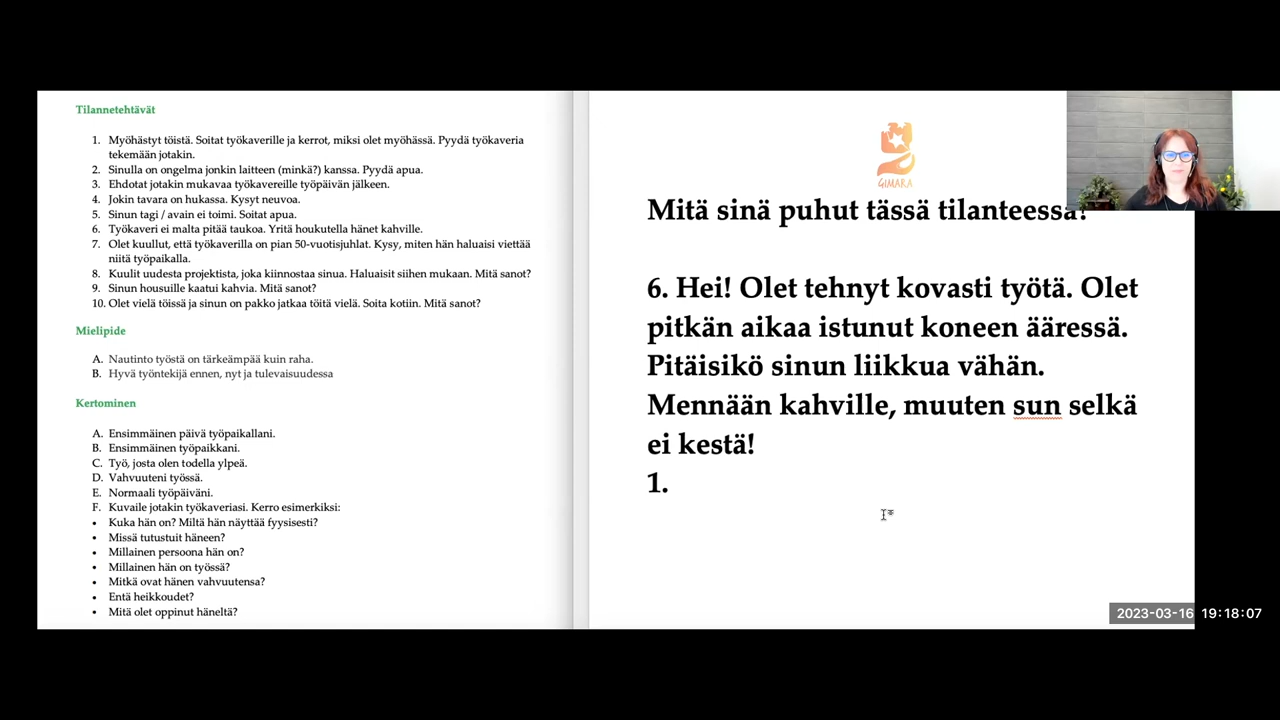 Tilannetehtävät
1. Myöhästyt töistä. Soitat työkaverille ja kerrot, miksi olet myöhässä. Pyydä työkaveria
tekemään jotakin.
2. Sinulla on ongelma jonkin laitteen (minkä?) kanssa. Pyydä apua.
3. Ehdotat jotakin mukavaa työkavereille työpäivän jälkeen.
4. Jokin tavara on hukassa. Kysyt neuvoa.
5. Sinun tagi / avain ei toimi. Soitat apua.
6. Työkaveri ei malta pitää taukoa. Yritä houkutella hänet kahville.
7. Olet kuullut, että työkaverilla on pian 50-vuotisjuhlat. Kysy, miten hän haluaisi viettää
niitä työpaikalla.
8. Kuulit uudesta projektista, joka kiinnostaa sinua. Haluaisit siihen mukaan. Mitä sanot?
9. Sinun housuille kaatui kahvia. Mitä sanot?
10. Olet vielä töissä ja sinun on pakko jatkaa töitä vielä. Soita kotiin. Mitä sanot?
Mielipide
A. Nautinto työstä on tärkeämpää kuin raha.
B. Hyvä työntekijä ennen, nyt ja tulevaisuudessa
Kertominen
A. Ensimmäinen päivä työpaikallani.
B. Ensimmäinen työpaikkani.
C. Työ, josta olen todella ylpeä.
D. Vahvuuteni työssä.
E. Normaali työpäiväni.
F. Kuvaile jotakin työkaveriasi. Kerro esimerkiksi:
• Kuka hän on? Miltä hän näyttää fyysisesti?
• Missä tutustuit häneen?
• Millainen persoona hän on?
• Millainen hän on työssä?
• Mitkä ovat hänen vahvuutensa?
• Entä heikkoudet?
• Mitä olet oppinut häneltä?
GIMARA
Mitä sinä puhut tässä tilanteessa?
6. Hei! Olet tehnyt kovasti työtä. Olet
pitkän aikaa istunut koneen ääressä.
Pitäisikö sinun liikkua vähän.
Mennään kahville, muuten sun selkä
ei kestä!
1.
2023-03-16 19:18:07